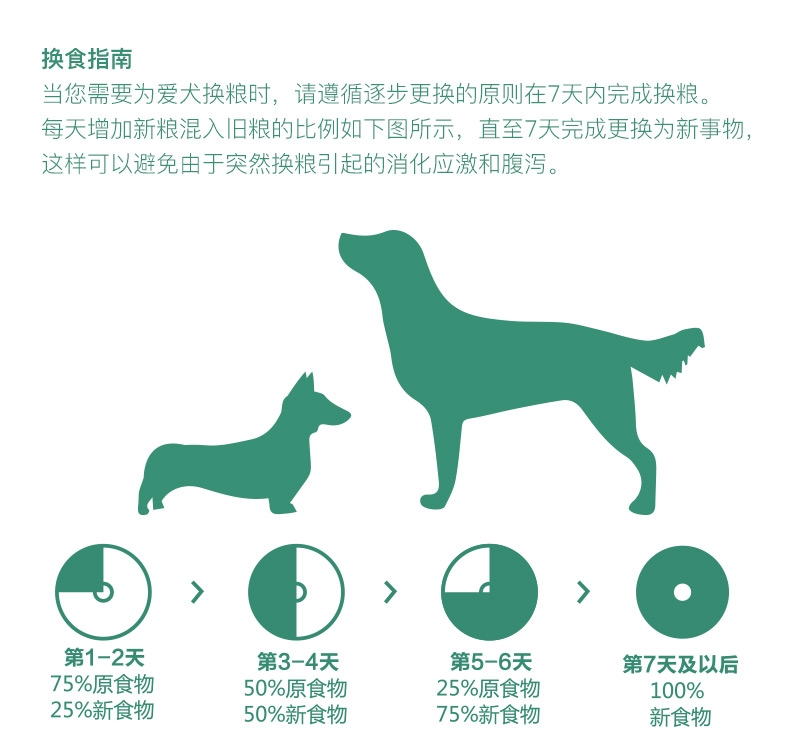 换食指南
当您需要为爱犬换粮时，请遵循逐步更换的原则在7天内完成换粮。
每天增加新粮混入旧粮的比例如下图所示，直至7天完成更换为新事物，
这样可以避免由于突然换粮引起的消化应激和腹泻。
第1-2天
75%原食物
25%新食物
第3-4天
50%原食物
50%新食物
第5-6天
25%原食物
75%新食物
第7天及以后
100%
新食物